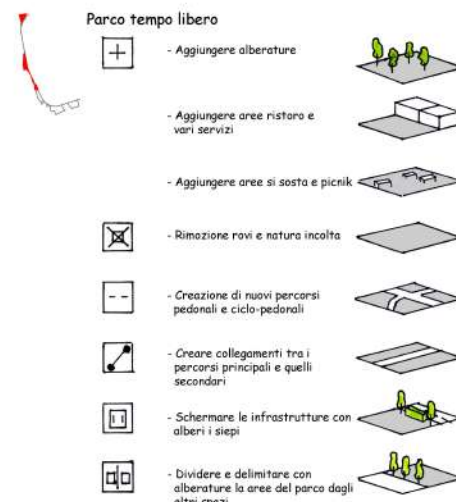 Parco tempo libero
- Aggiungere alberature
- Aggiungere aree ristoro e
vari servizi
- Aggiungere aree si sosta e picnik
- Rimozione rovi e natura incolta
- Creazione di nuovi percorsi
pedonali e ciclo-pedonali
- Creare collegamenti tra i
percorsi principali e quelli
secondari
- Schermare le infrastrutture con
alberi i siepi
- Dividere e delimitare con
alberature la aree del parco dagli
altri spazi